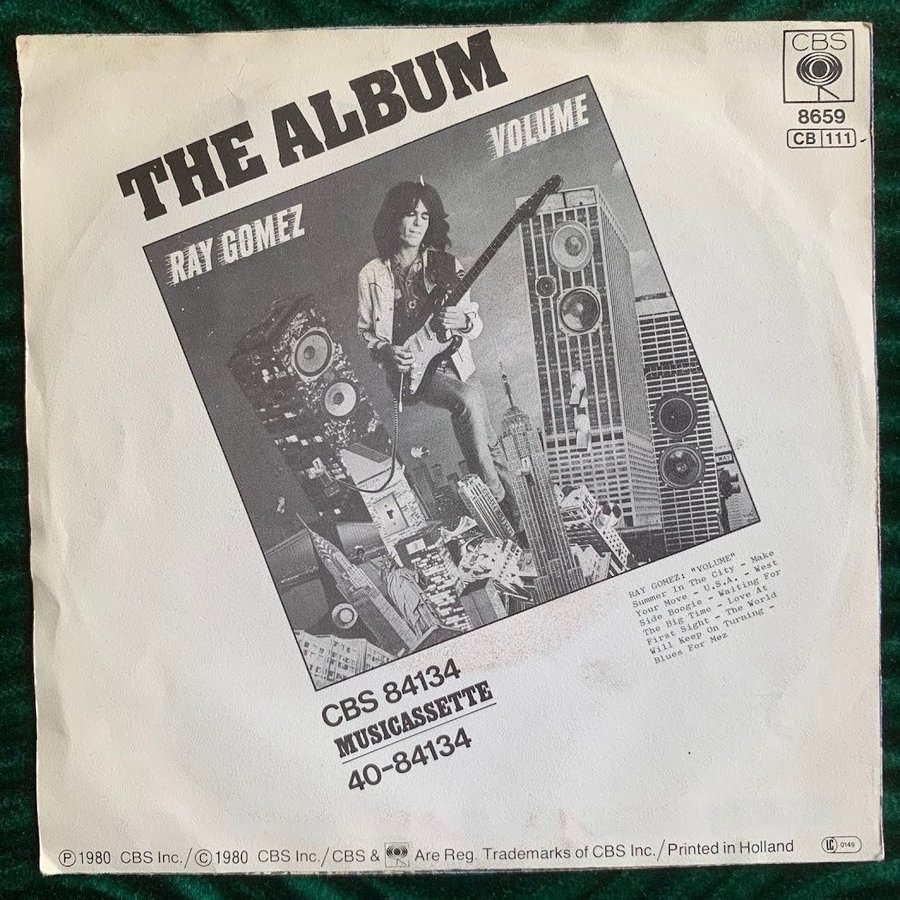 CBS
8659
CB 111
THE ALBUM
VOLUME
RAY GOMEZ
RAY GOMEZ: "VOLUME"
Summer In The City - Make
Your Move - U.S.A. - West
Side Boogie - Waiting For
The Big Time - Love At
First Sight - The World
Will Keep On Turning -
Blues For Mez
CBS 84134
MUSICASSETTE
40-84134
Ⓟ 1980 CBS Inc./© 1980 CBS Inc./CBS & Are Reg. Trademarks of CBS Inc./Printed in Holland
LC 0149